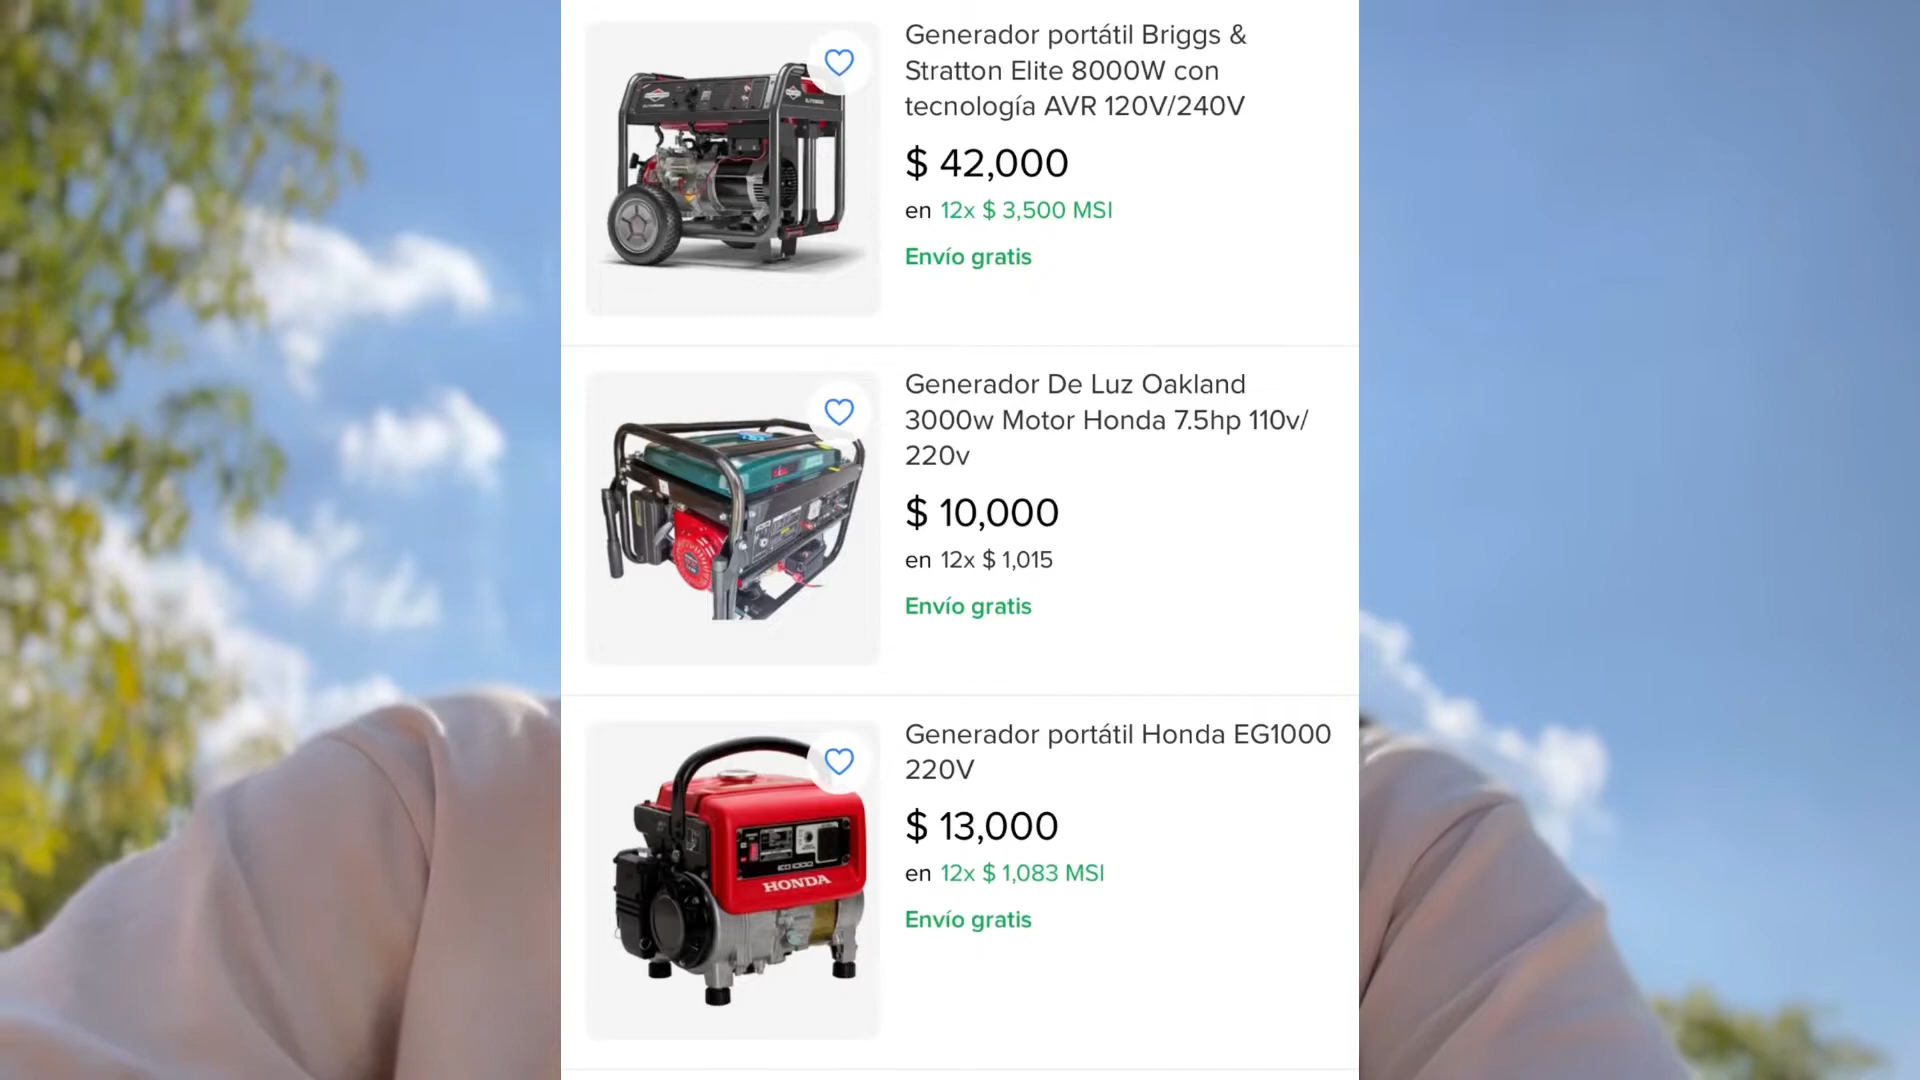 Generador portátil Briggs &
Stratton Elite 8000W con
tecnología AVR 120V/240V
$ 42,000
en 12x $ 3,500 MSI
Envío gratis
Generador De Luz Oakland
3000w Motor Honda 7.5hp 110v/
220v
$ 10,000
en 12x $ 1,015
Envío gratis
Generador portátil Honda EG1000
220V
$ 13,000
en 12x $ 1,083 MSI
Envío gratis
HONDA